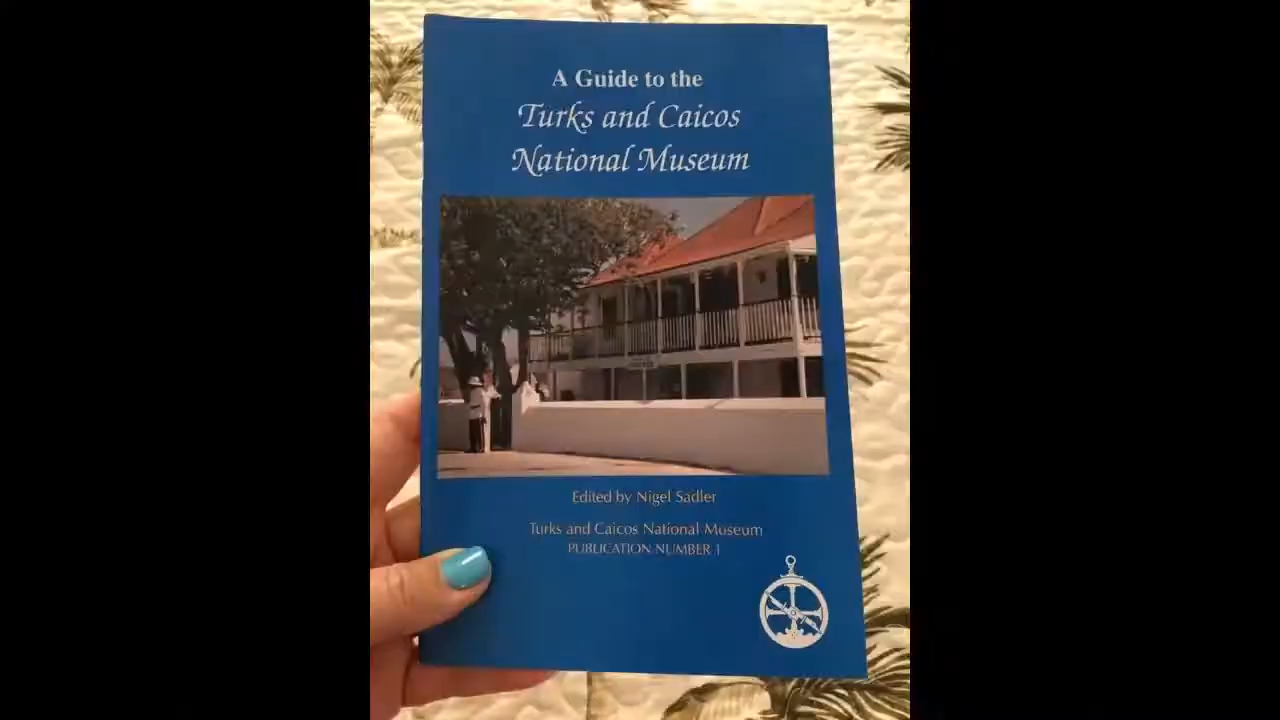 A Guide to the
Turks and Caicos
National Museum
Edited by Nigel Sadler
Turks and Caicos National Museum
PUBLICATION NUMBER 1